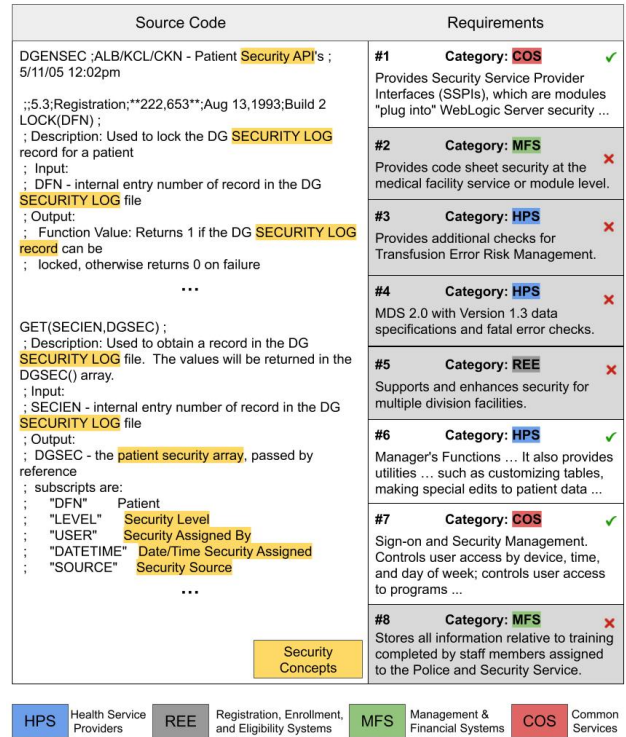 Source Code
DGENSEC ;ALB/KCL/CKN - Patient Security API's ;
5/11/05 12:02pm
;;5.3;Registration;**222,653**;Aug 13,1993;Build 2
LOCK(DFN) ;
; Description: Used to lock the DG SECURITY LOG
record for a patient
; Input:
; DFN - internal entry number of record in the DG
SECURITY LOG file
; Output:
; Function Value: Returns 1 if the DG SECURITY LOG
record can be
; locked, otherwise returns 0 on failure
...
GET(SECIEN,DGSEC) ;
; Description: Used to obtain a record in the DG
SECURITY LOG file. The values will be returned in the
DGSEC() array.
; Input:
; SECIEN - internal entry number of record in the DG
SECURITY LOG file
; Output:
; DGSEC - the patient security array, passed by
reference
; subscripts are:
; "DFN" Patient
; "LEVEL" Security Level
; "USER" Security Assigned By
; "DATETIME" Date/Time Security Assigned
; "SOURCE" Security Source
...
Security
Concepts
Requirements
#1 Category: COS ✓
Provides Security Service Provider
Interfaces (SSPIs), which are modules
"plug into" WebLogic Server security ...
#2 Category: MFS ×
Provides code sheet security at the
medical facility service or module level.
#3 Category: HPS ×
Provides additional checks for
Transfusion Error Risk Management.
#4 Category: HPS ×
MDS 2.0 with Version 1.3 data
specifications and fatal error checks.
#5 Category: REE ×
Supports and enhances security for
multiple division facilities.
#6 Category: HPS ✓
Manager's Functions ... It also provides
utilities ... such as customizing tables,
making special edits to patient data ...
#7 Category: COS ✓
Sign-on and Security Management.
Controls user access by device, time,
and day of week; controls user access
to programs ...
#8 Category: MFS ×
Stores all information relative to training
completed by staff members assigned
to the Police and Security Service.
HPS Health Service
Providers
REE Registration, Enrollment,
and Eligibility Systems
MFS Management &
Financial Systems
COS Common
Services